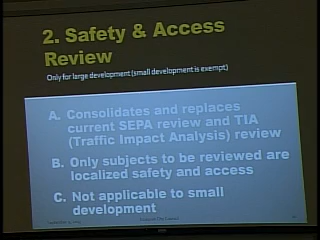 2. Safety & Access
Review
Only for large development (small development is exempt)
A. Consolidates and replaces
current SEPA review and TIA
(Traffic Impact Analysis) review
B. Only subjects to be reviewed are
localized safety and access
C. Not applicable to small
development